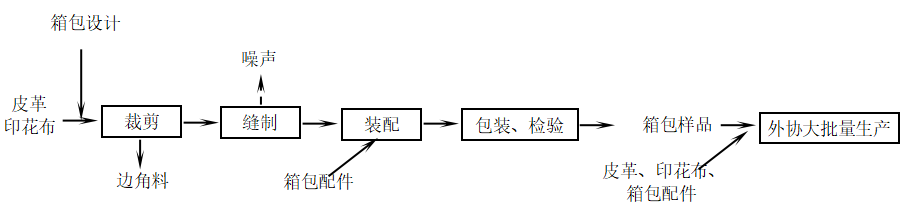 箱包设计
噪声
皮革
印花布
裁剪
缝制
装配
包装、检验
箱包样品
外协大批量生产
边角料
箱包配件
皮革、印花布、
箱包配件